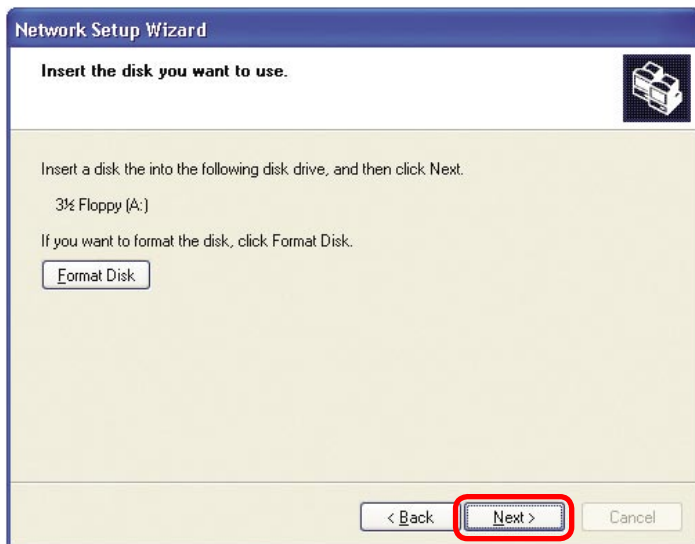 Network Setup Wizard
Insert the disk you want to use.
Insert a disk the into the following disk drive, and then click Next.
3½ Floppy (A:)
If you want to format the disk, click Format Disk.
Format Disk
< Back Next > Cancel